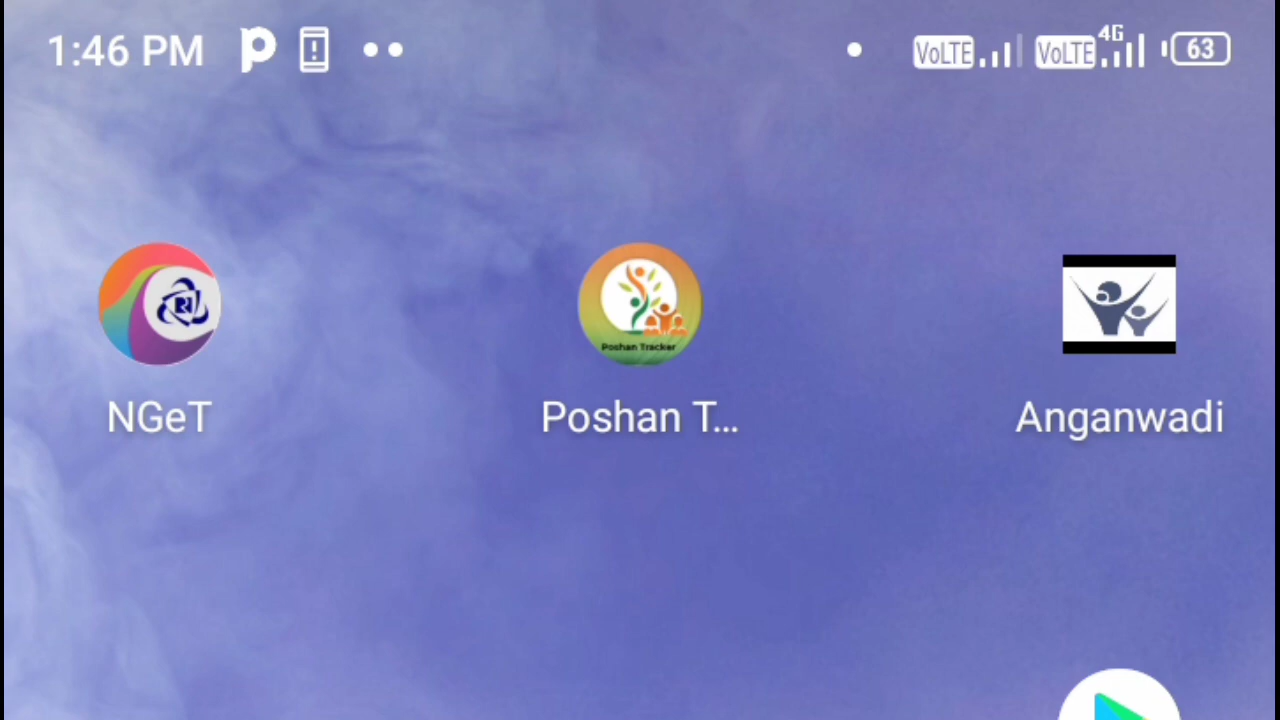 1:46 PM VoLTE VoLTE 4G 63
Poshan Tracker
NGeT Poshan T... Anganwadi